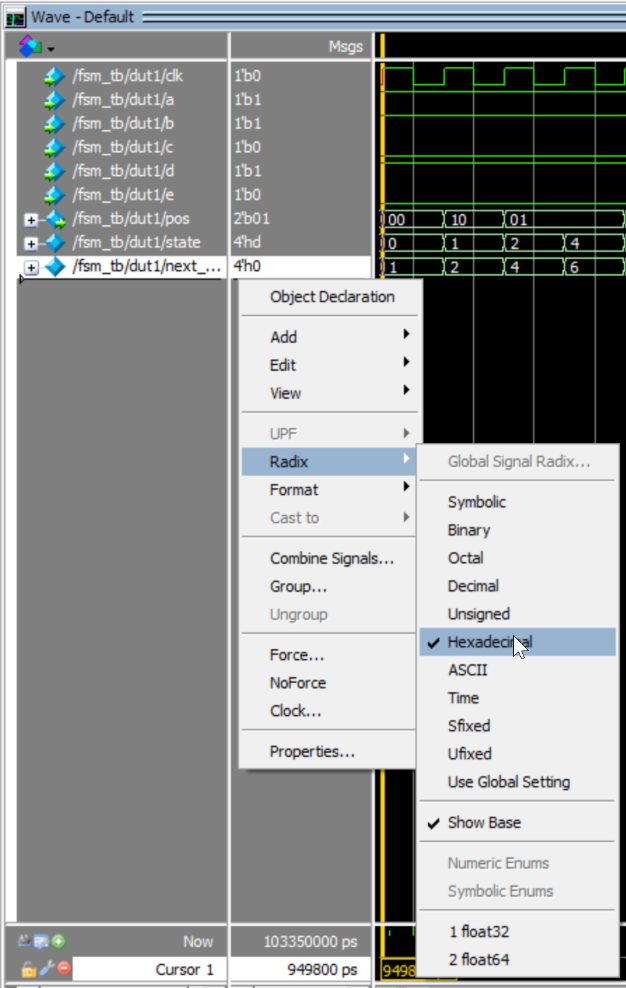 Wave - Default
Msgs
/fsm_tb/dut1/clk 1'b0
/fsm_tb/dut1/a 1'b1
/fsm_tb/dut1/b 1'b1
/fsm_tb/dut1/c 1'b0
/fsm_tb/dut1/d 1'b1
/fsm_tb/dut1/e 1'b0
/fsm_tb/dut1/pos 2'b01 00 10 01
/fsm_tb/dut1/state 4'hd 0 1 2 4
/fsm_tb/dut1/next_... 4'h0 1 2 4 6
Object Declaration
Add
Edit
View
UPF
Radix
Format
Cast to
Combine Signals...
Group...
Ungroup
Force...
NoForce
Clock...
Properties...
Global Signal Radix...
Symbolic
Binary
Octal
Decimal
Unsigned
Hexadecimal
ASCII
Time
Sfixed
Ufixed
Use Global Setting
Show Base
Numeric Enums
Symbolic Enums
1 float32
2 float64
Now 103350000 ps
Cursor 1 949800 ps 9498